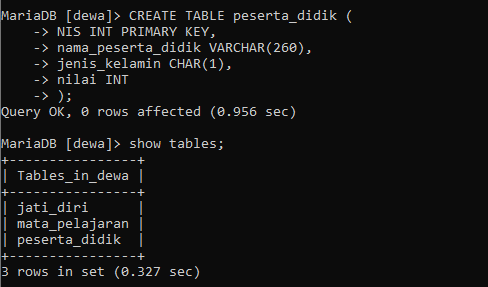 MariaDB [dewa]> CREATE TABLE peserta_didik (
    -> NIS INT PRIMARY KEY,
    -> nama_peserta_didik VARCHAR(260),
    -> jenis_kelamin CHAR(1),
    -> nilai INT
    -> );
Query OK, 0 rows affected (0.956 sec)

MariaDB [dewa]> show tables;
+----------------+
| Tables_in_dewa |
+----------------+
| jati_diri      |
| mata_pelajaran |
| peserta_didik  |
+----------------+
3 rows in set (0.327 sec)